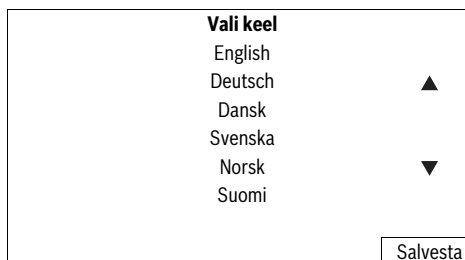 Vali keel
English
Deutsch
Dansk
Svenska
Norsk
Suomi
Salvesta